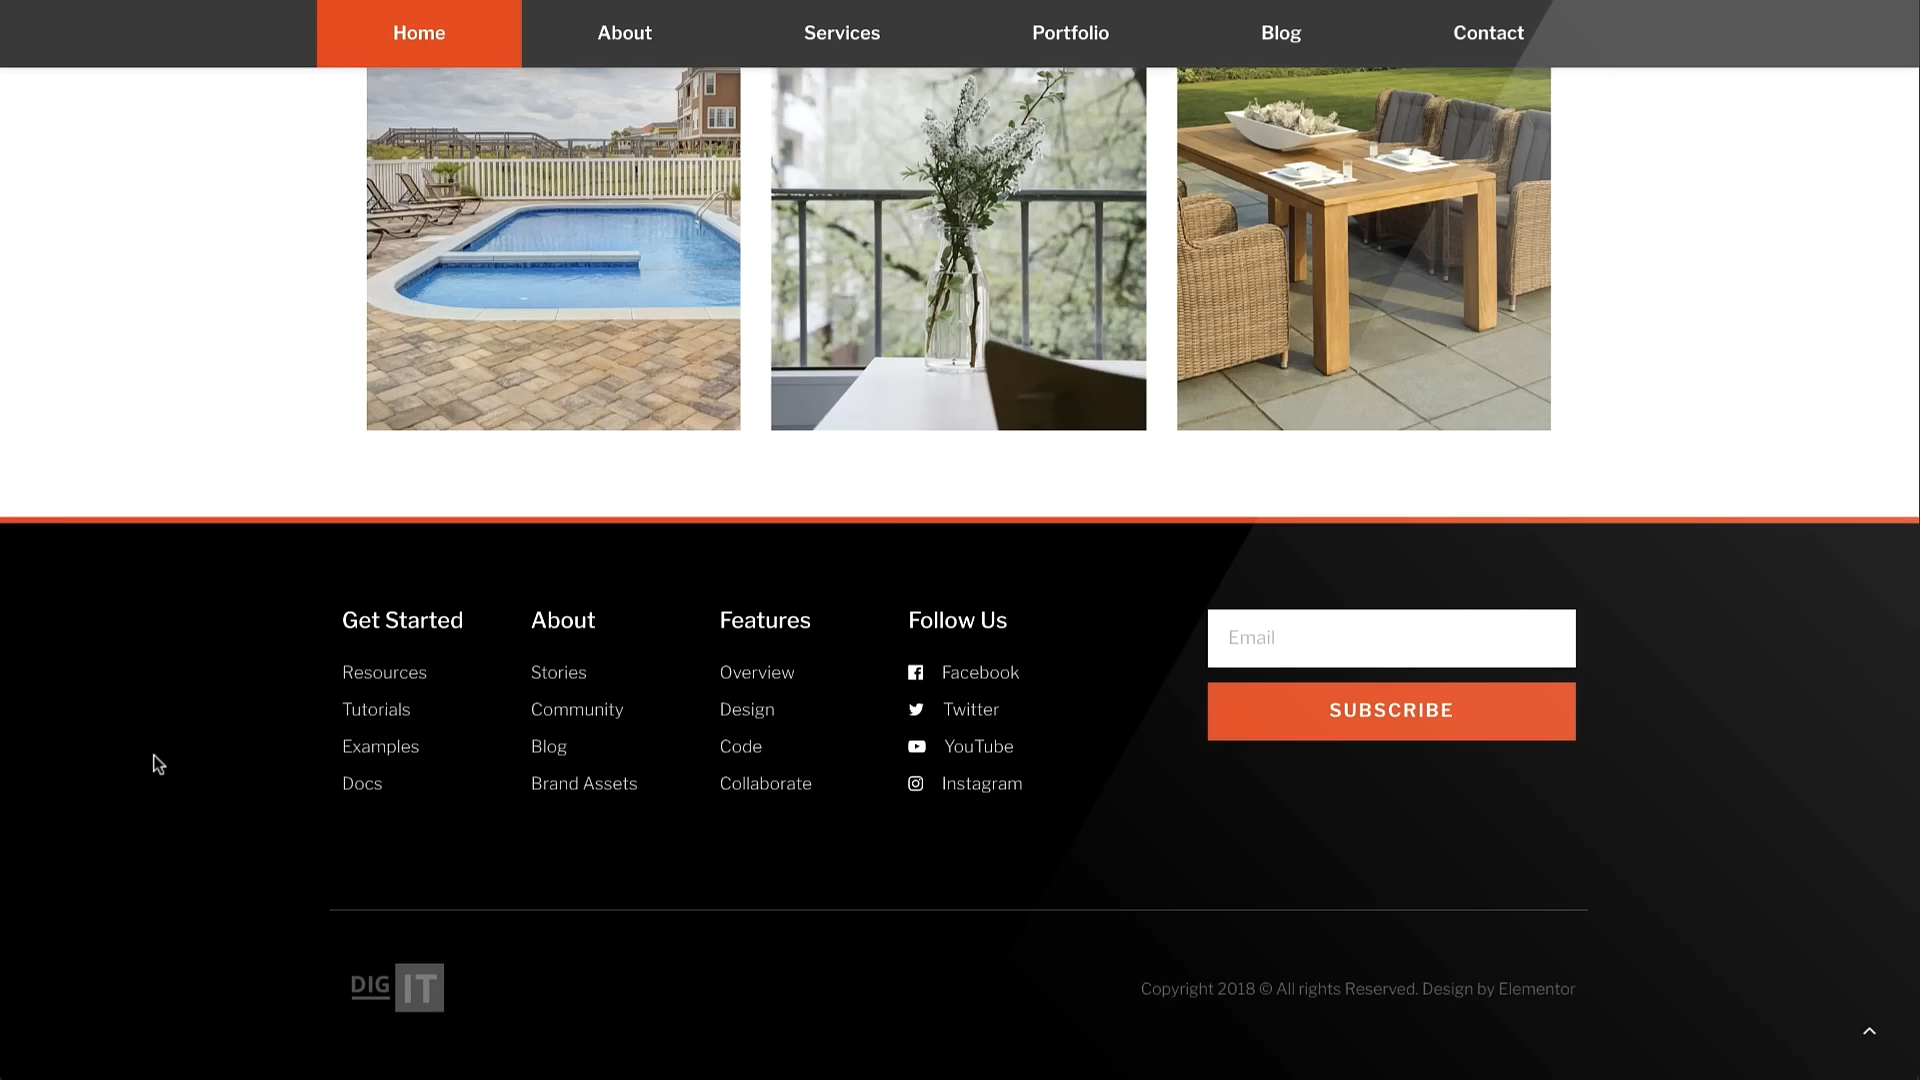 Home About Services Portfolio Blog Contact
Get Started
Resources
Tutorials
Examples
Docs
About
Stories
Community
Blog
Brand Assets
Features
Overview
Design
Code
Collaborate
Follow Us
Facebook
Twitter
YouTube
Instagram
Email
SUBSCRIBE
DIG IT
Copyright 2018 © All rights Reserved. Design by Elementor